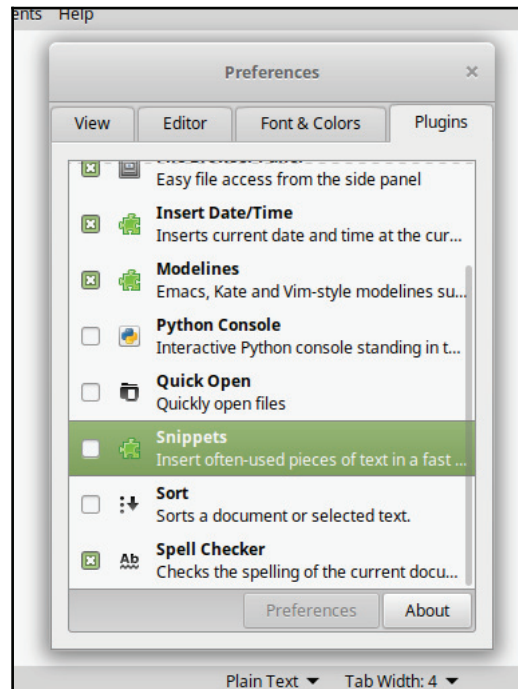 ents Help
Preferences
View Editor Font & Colors Plugins
Easy file access from the side panel
Insert Date/Time
Inserts current date and time at the cur...
Modelines
Emacs, Kate and Vim-style modelines su...
Python Console
Interactive Python console standing in t...
Quick Open
Quickly open files
Snippets
Insert often-used pieces of text in a fast ...
Sort
Sorts a document or selected text.
Ab Spell Checker
Checks the spelling of the current docu...
Preferences About
Plain Text Tab Width: 4